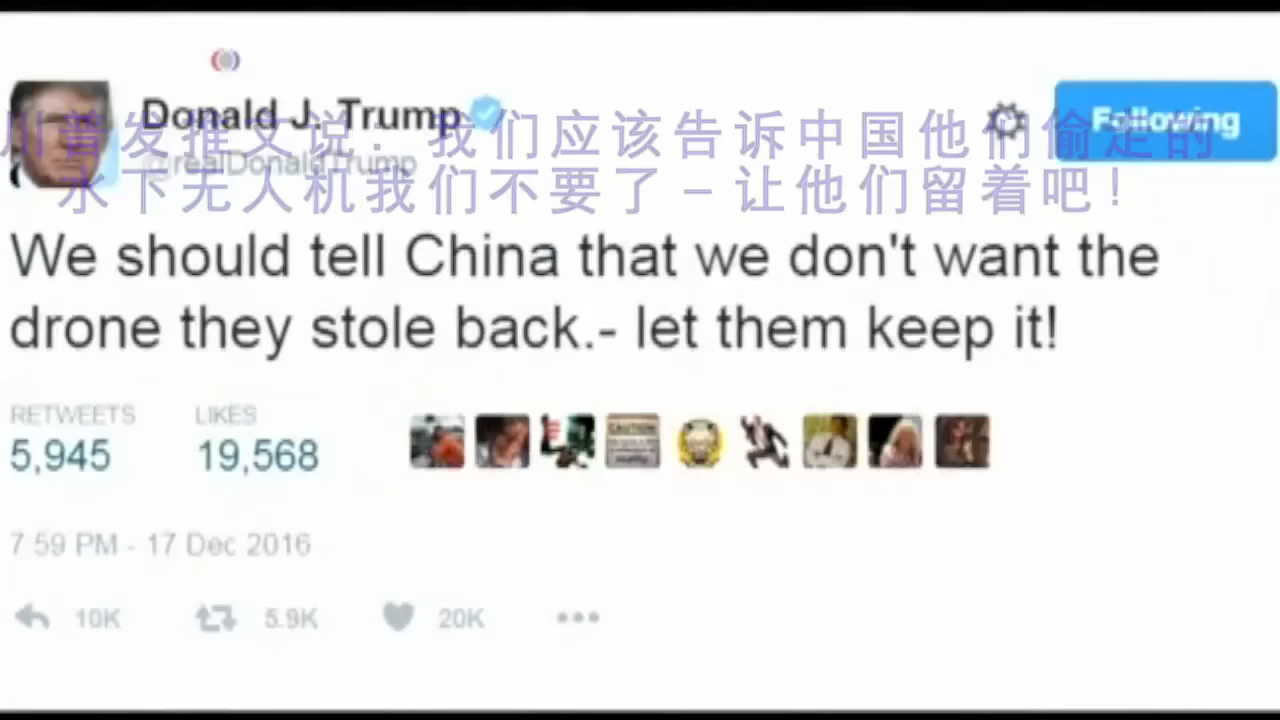 Donald J. Trump
Following
川普发推文说：我们应该告诉中国他们偷走的
@realDonaldTrump
水下无人机我们不要了－让他们留着吧！
We should tell China that we don't want the
drone they stole back.- let them keep it!
RETWEETS LIKES
5,945 19,568
CAUTION
7 59 PM - 17 Dec 2016
10K 5.9K 20K